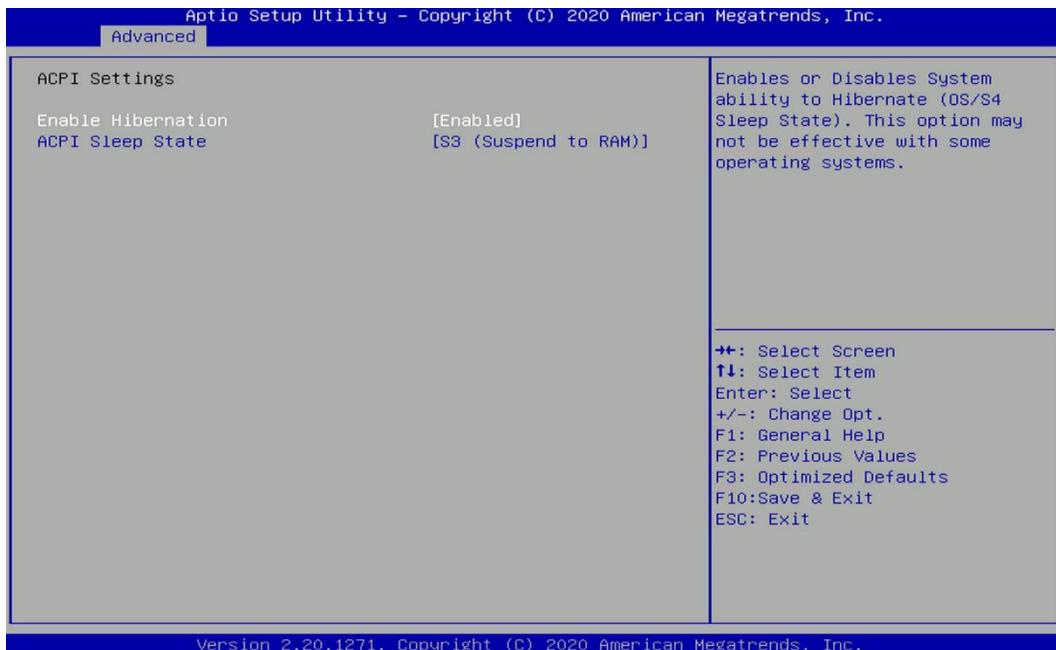 Aptio Setup Utility – Copyright (C) 2020 American Megatrends, Inc.
Advanced
ACPI Settings
Enable Hibernation [Enabled]
ACPI Sleep State [S3 (Suspend to RAM)]
Enables or Disables System
ability to Hibernate (OS/S4
Sleep State). This option may
not be effective with some
operating systems.
→←: Select Screen
↑↓: Select Item
Enter: Select
+/-: Change Opt.
F1: General Help
F2: Previous Values
F3: Optimized Defaults
F10:Save & Exit
ESC: Exit
Version 2.20.1271. Copyright (C) 2020 American Megatrends, Inc.